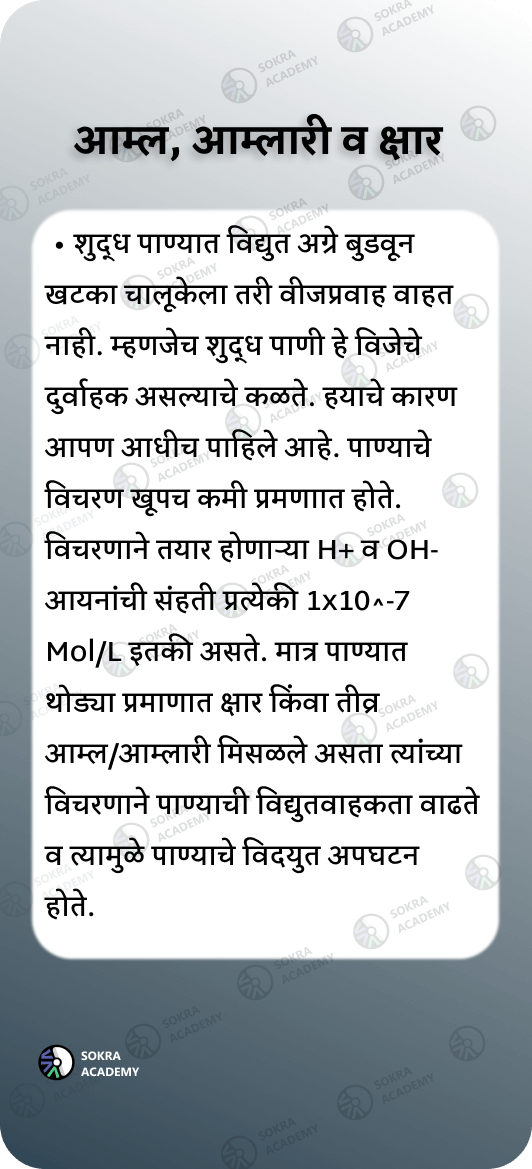 आम्ल, आम्लारी व क्षार
• शुद्ध पाण्यात विद्युत अग्रे बुडवून
खटका चालूकेला तरी वीजप्रवाह वाहत
नाही. म्हणजेच शुद्ध पाणी हे विजेचे
दुर्वाहक असल्याचे कळते. हयाचे कारण
आपण आधीच पाहिले आहे. पाण्याचे
विचरण खूपच कमी प्रमणाात होते.
विचरणाने तयार होणाऱ्या H+ व OH-
आयनांची संहती प्रत्येकी 1x10^-7
Mol/L इतकी असते. मात्र पाण्यात
थोड्या प्रमाणात क्षार किंवा तीव्र
आम्ल/आम्लारी मिसळले असता त्यांच्या
विचरणाने पाण्याची विद्युतवाहकता वाढते
व त्यामुळे पाण्याचे विदयुत अपघटन
होते.
SOKRA
ACADEMY